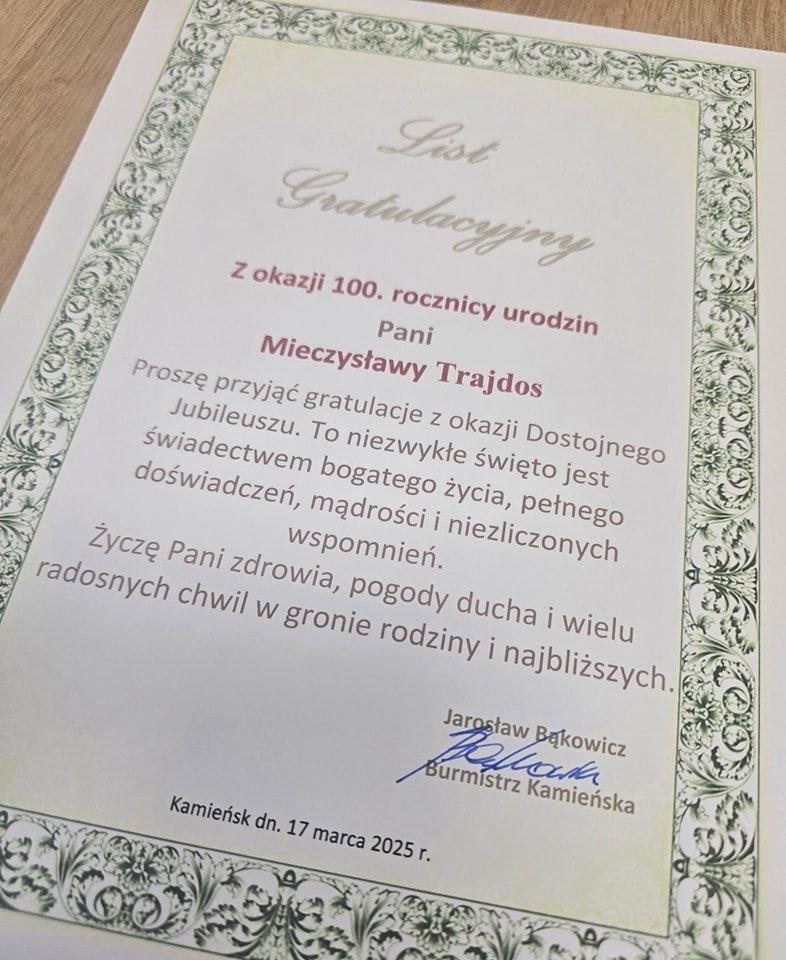 List
Gratulacyjny
Z okazji 100. rocznicy urodzin
Pani
Mieczysławy Trajdos
Proszę przyjąć gratulacje z okazji Dostojnego
Jubileuszu. To niezwykłe święto jest
świadectwem bogatego życia, pełnego
doświadczeń, mądrości i niezliczonych
wspomnień.
Życzę Pani zdrowia, pogody ducha i wielu
radosnych chwil w gronie rodziny i najbliższych.
Jarosław Bąkowicz
Burmistrz Kamieńska
Kamieńsk dn. 17 marca 2025 r.